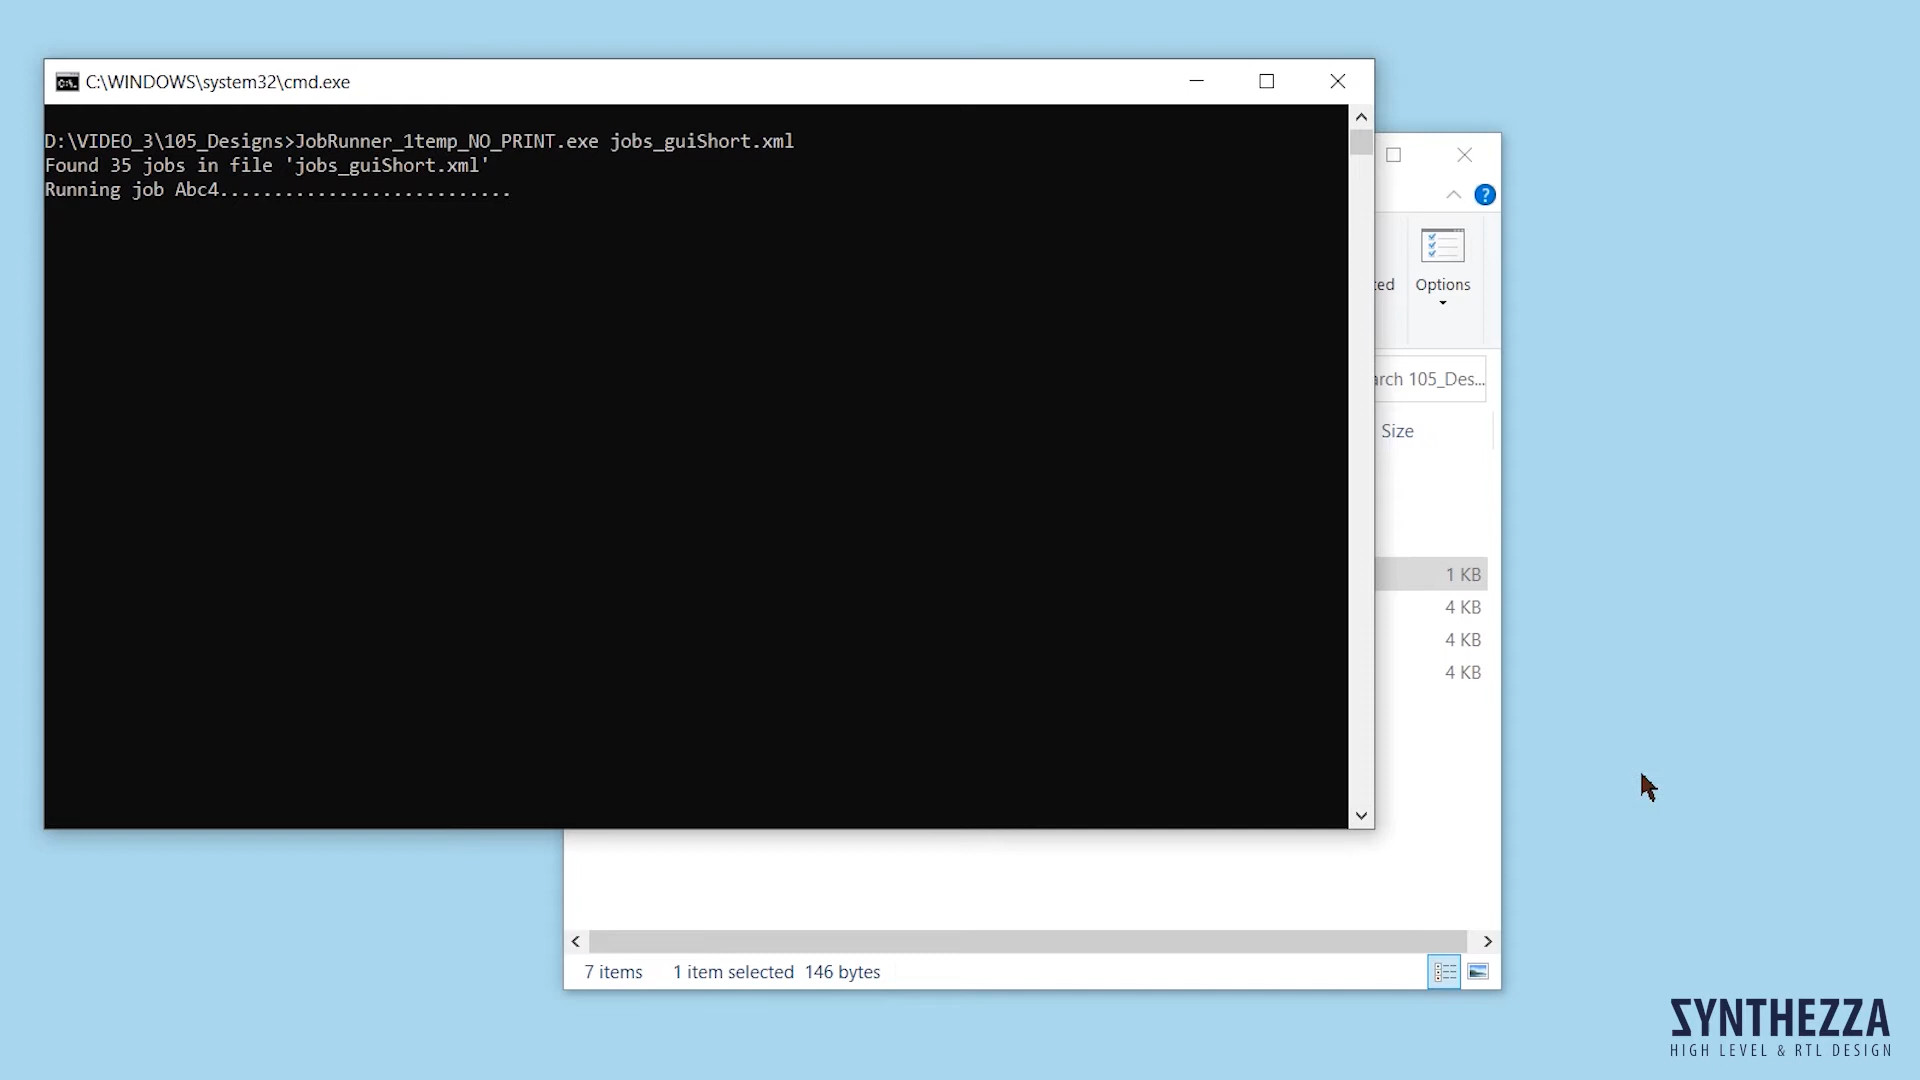 C:\WINDOWS\system32\cmd.exe
D:\VIDEO_3\105_Designs>JobRunner_1temp_NO_PRINT.exe jobs_guiShort.xml
Found 35 jobs in file 'jobs_guiShort.xml'
Running job Abc4...........................
Options
105_Des...
Size
1 KB
4 KB
4 KB
4 KB
7 items 1 item selected 146 bytes
SYNTHEZZA
HIGH LEVEL & RTL DESIGN